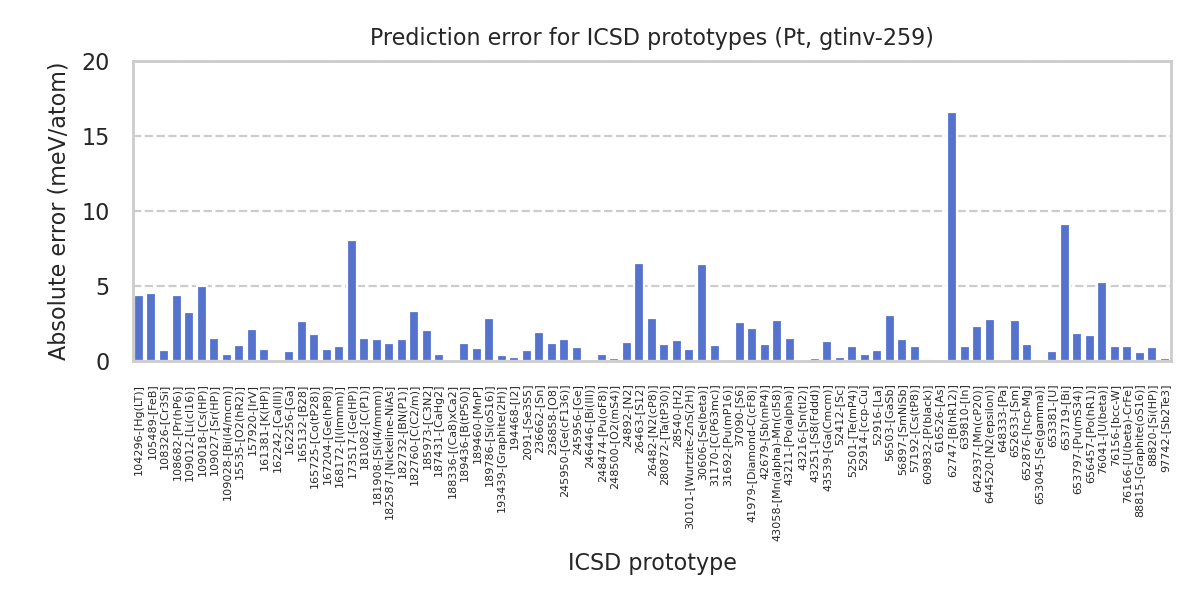 Prediction error for ICSD prototypes (Pt, gtinv-259)
Absolute error (meV/atom)
20
15
10
5
0
104296-[Hg(LT)]
105489-[FeB]
108326-[Cr3Si]
108682-[Pr(hP6)]
109012-[Li(cI16)]
109018-[Cs(HP)]
109027-[Sr(HP)]
109028-[Bi(I4/mcm)]
15535-[O2(hR2)]
157920-[IrV]
161381-[K(HP)]
162242-[Ca(III)]
162256-[Ga]
165132-[B28]
165725-[Co(tP28)]
167204-[Ge(hP8)]
168172-[I(Immm)]
173517-[Ge(HP)]
181082-[C(P1)]
181908-[Si(I4/mmm)]
182587-[Nickeline-NiAs]
182732-[BN(P1)]
182760-[C(C2/m)]
185973-[C3N2]
187431-[CaHg2]
188336-[(Ca8)xCa2]
189436-[B(tP50)]
189460-[MnP]
189786-[Si(oS16)]
193439-[Graphite(2H)]
194468-[I2]
2091-[Se3S5]
236662-[Sn]
236858-[O8]
245950-[Ge(cF136)]
245956-[Ge]
246446-[Bi(III)]
248474-[Pu(oF8)]
248500-[O2(mS4)]
24892-[N2]
26463-[S12]
26482-[N2(cP8)]
280872-[Ta(tP30)]
28540-[H2]
30101-[Wurtzite-ZnS(2H)]
30606-[Se(beta)]
31170-[C(P63mc)]
31692-[Pu(mP16)]
37090-[S6]
41979-[Diamond-C(cF8)]
42679-[Sb(mP4)]
43058-[Mn(alpha)-Mn(cI58)]
43211-[Po(alpha)]
43216-[Sn(tI2)]
43251-[S8(Fddd)]
43539-[Ga(Cmcm)]
52412-[Sc]
52501-[Te(mP4)]
52914-[ccp-Cu]
52916-[La]
56503-[GaSb]
56897-[SmNiSb]
57192-[Cs(tP8)]
609832-[P(black)]
616526-[As]
62747-[B(hR12)]
639810-[In]
642937-[Mn(cP20)]
644520-[N2(epsilon)]
648333-[Pa]
652633-[Sm]
652876-[hcp-Mg]
653045-[Se(gamma)]
653381-[U]
653719-[U]
653797-[Pu(mS34)]
656457-[Po(hR1)]
76041-[U(beta)]
76156-[bcc-W]
76166-[U(beta)-CrFe]
88815-[Graphite(oS16)]
88820-[Si(HP)]
97742-[Sb2Te3]
ICSD prototype